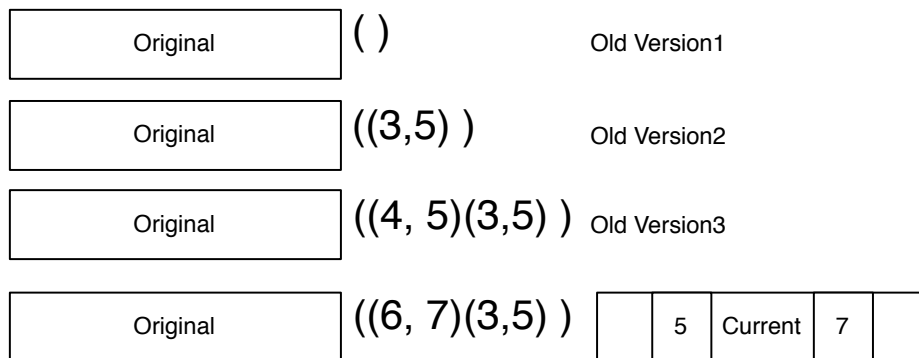 Original ( ) Old Version1
Original ((3,5) ) Old Version2
Original ((4, 5)(3,5) ) Old Version3
Original ((6, 7)(3,5) ) 5 Current 7